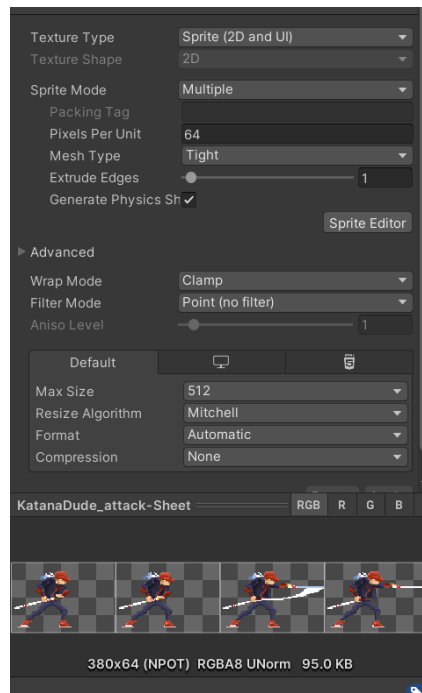 Texture Type Sprite (2D and UI)
Texture Shape 2D
Sprite Mode Multiple
Packing Tag
Pixels Per Unit 64
Mesh Type Tight
Extrude Edges 1
Generate Physics Sh
Sprite Editor
Advanced
Wrap Mode Clamp
Filter Mode Point (no filter)
Aniso Level 1
Default
Max Size 512
Resize Algorithm Mitchell
Format Automatic
Compression None
KatanaDude_attack-Sheet RGB R G B
380x64 (NPOT) RGBA8 UNorm 95.0 KB